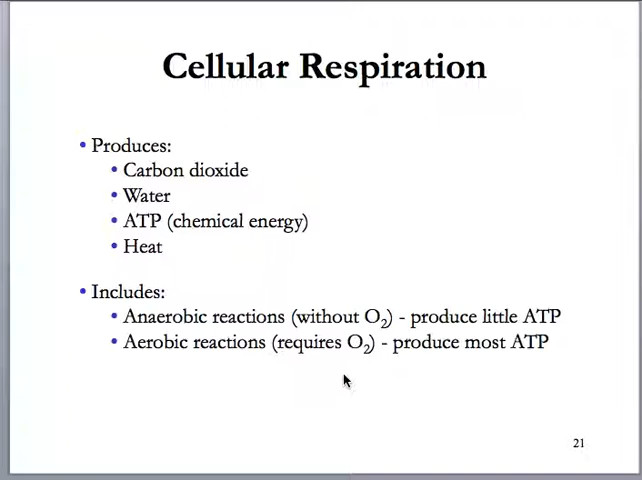 Cellular Respiration
• Produces:
• Carbon dioxide
• Water
• ATP (chemical energy)
• Heat
• Includes:
• Anaerobic reactions (without O₂) - produce little ATP
• Aerobic reactions (requires O₂) - produce most ATP
21